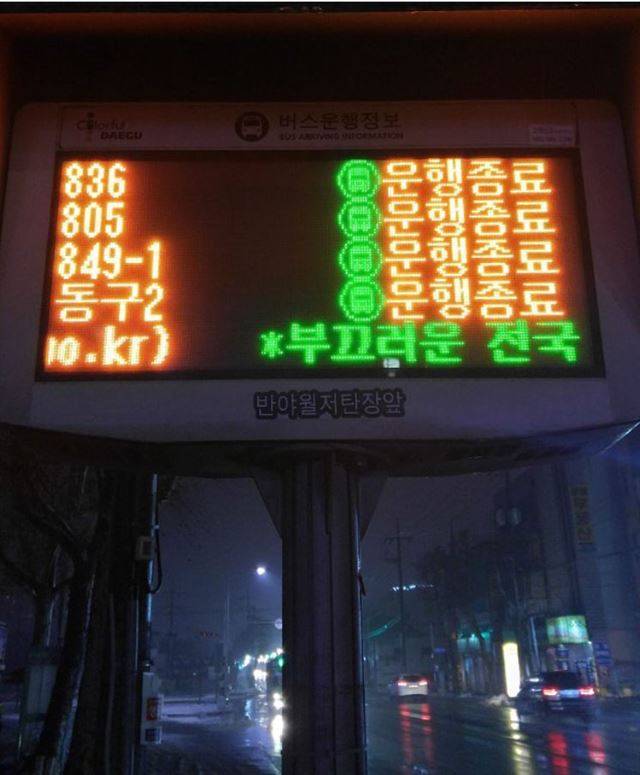 Colorful DAEGU
버스운행정보
BUS ARRIVING INFORMATION
836 운행종료
805 운행종료
849-1 운행종료
동구2 운행종료
.kr) *부끄러운 전국
반야월저탄장앞